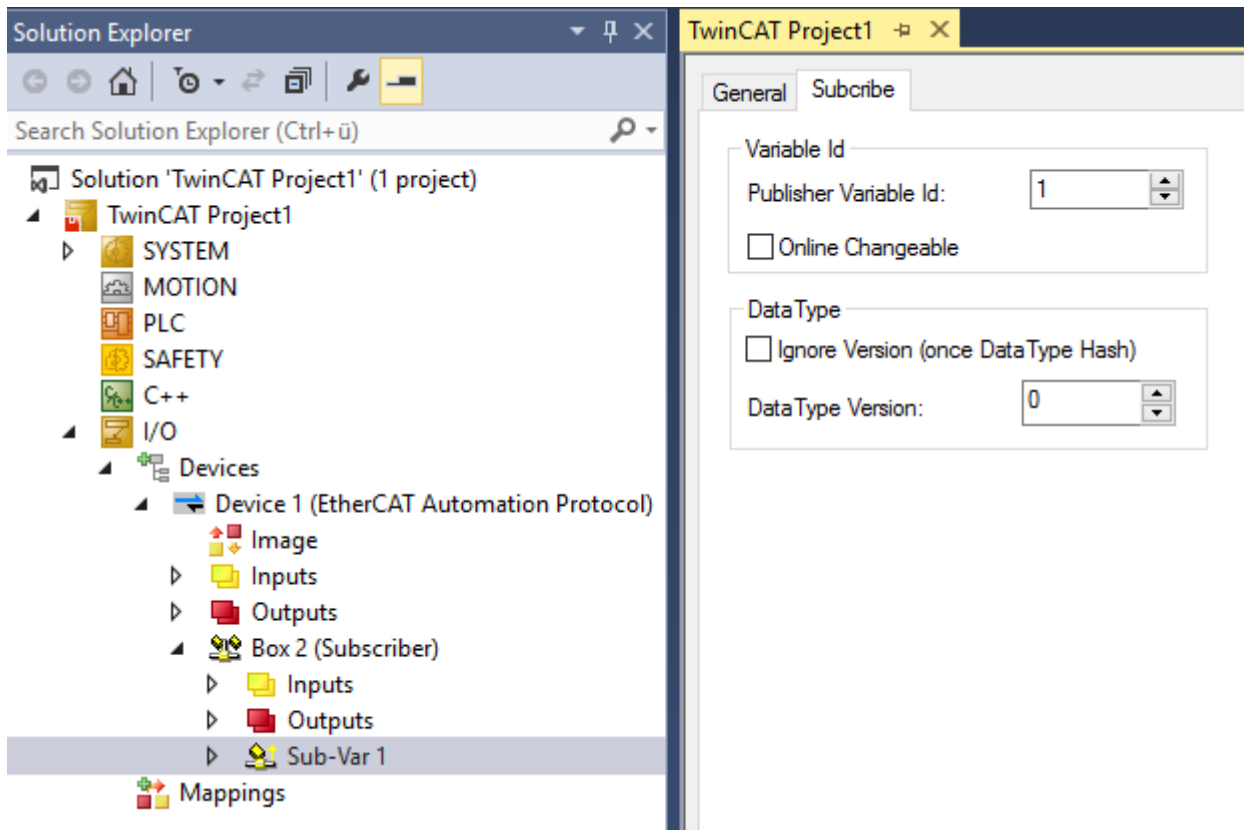 Solution Explorer
Search Solution Explorer (Ctrl+ü)
Solution 'TwinCAT Project1' (1 project)
TwinCAT Project1
SYSTEM
MOTION
PLC
SAFETY
C++
I/O
Devices
Device 1 (EtherCAT Automation Protocol)
Image
Inputs
Outputs
Box 2 (Subscriber)
Inputs
Outputs
Sub-Var 1
Mappings
TwinCAT Project1
General Subcribe
Variable Id
Publisher Variable Id: 1
Online Changeable
DataType
Ignore Version (once DataType Hash)
DataType Version: 0